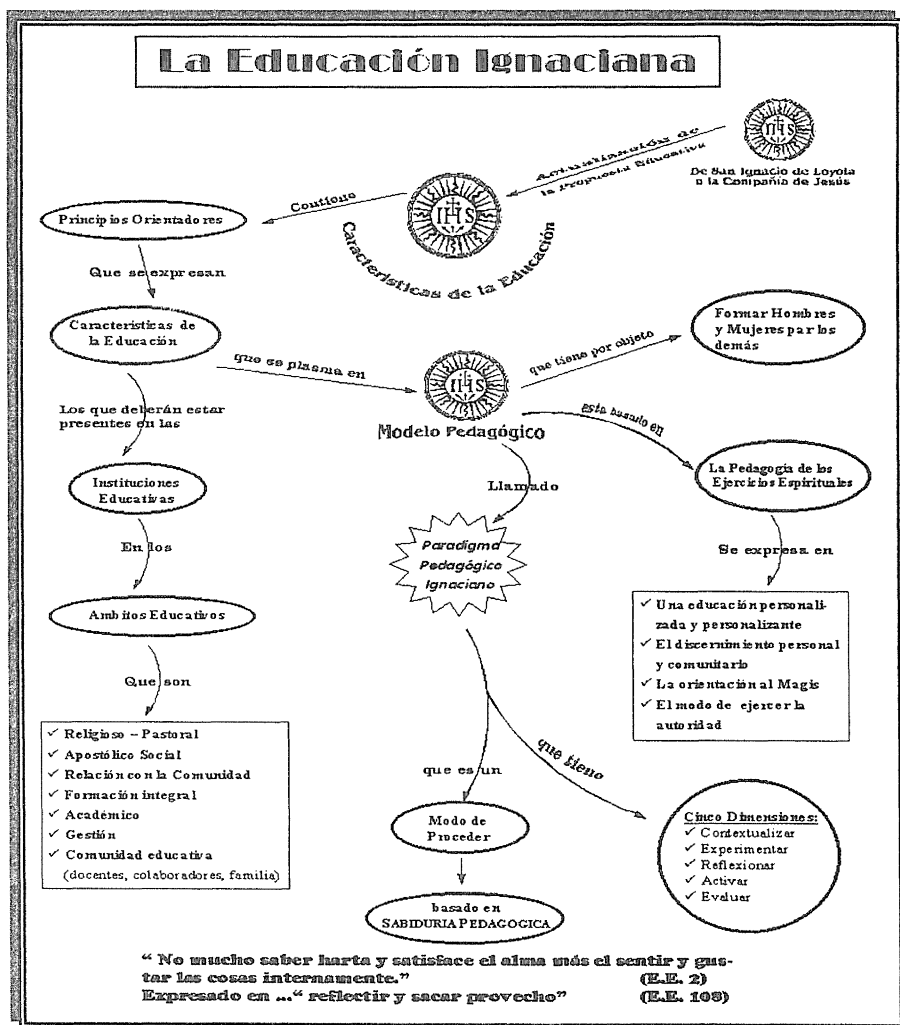 La Educación Ignaciana
IHS
De San Ignacio de Loyola
a la Compañía de Jesús
Actualización de
la propuesta Educativa
IHS
Características de la Educación
Contiene
Principios Orientadores
Que se expresan
Características de
la Educación
que se plasma en
IHS
Modelo Pedagógico
que tiene por objeto
Formar Hombres
y Mujeres par los
demás
esta basado en
La Pedagogía de los
Ejercicios Espirituales
Se expresa en
✓ Una educación personali-
zada y personalizante
✓ El discernimiento personal
y comunitario
✓ La orientación al Magis
✓ El modo de ejercer la
autoridad
Los que deberán estar
presentes en las
Instituciones
Educativas
En los
Ambitos Educativos
Que son
✓ Religioso – Pastoral
✓ Apostólico Social
✓ Relación con la Comunidad
✓ Formación integral
✓ Académico
✓ Gestión
✓ Comunidad educativa
(docentes, colaboradores, familia)
Llamado
Paradigma
Pedagógico
Ignaciano
que es un
Modo de
Proceder
basado en
SABIDURIA PEDAGOGICA
que tiene
Cinco Dimensiones:
✓ Contextualizar
✓ Experimentar
✓ Reflexionar
✓ Activar
✓ Evaluar
“ No mucho saber harta y satisface el alma más el sentir y gus-
tar las cosas internamente.” (E.E. 2)
Expresado en ...“ reflectir y sacar provecho” (E.E. 108)